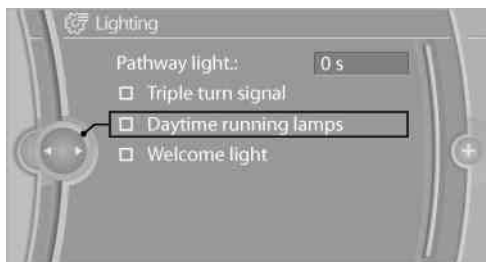 Lighting
Pathway light.: 0 s
Triple turn signal
Daytime running lamps
Welcome light